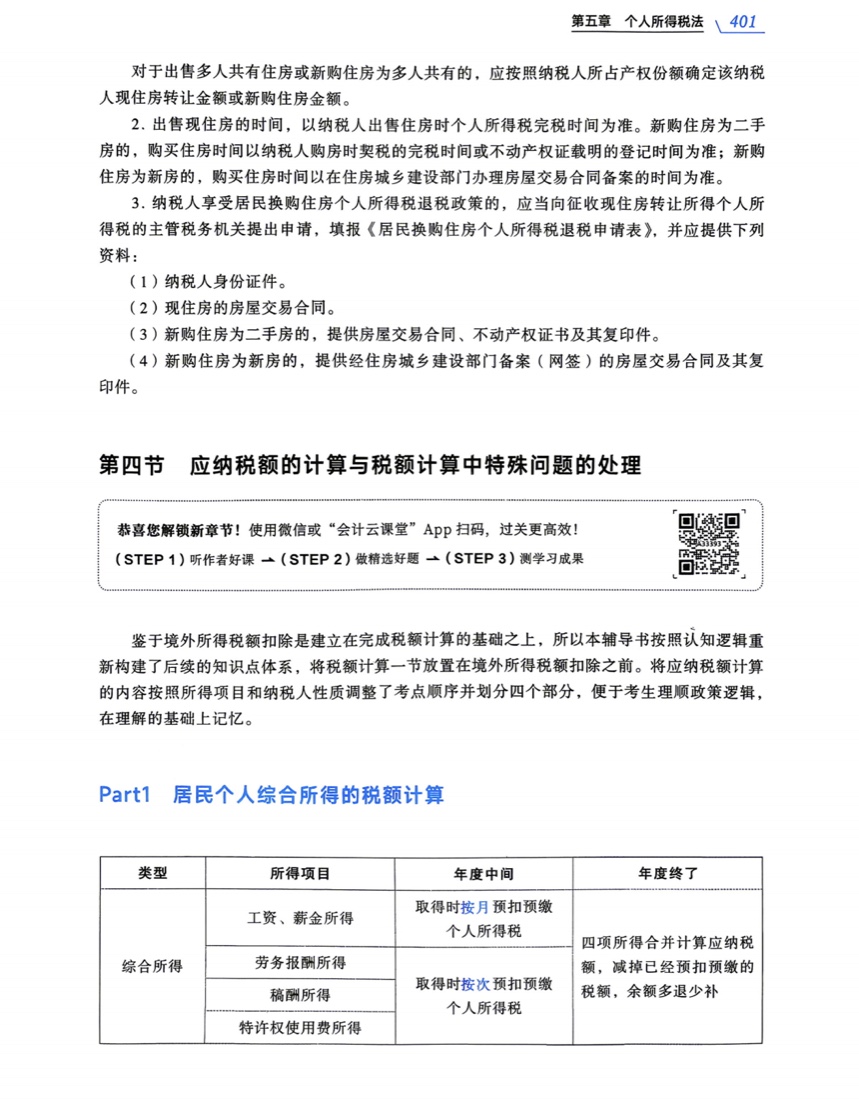 第五章 个人所得税法 401
对于出售多人共有住房或新购住房为多人共有的，应按照纳税人所占产权份额确定该纳税
人现住房转让金额或新购住房金额。
2. 出售现住房的时间，以纳税人出售住房时个人所得税完税时间为准。新购住房为二手
房的，购买住房时间以纳税人购房时契税的完税时间或不动产权证载明的登记时间为准；新购
住房为新房的，购买住房时间以在住房城乡建设部门办理房屋交易合同备案的时间为准。
3. 纳税人享受居民换购住房个人所得税退税政策的，应当向征收现住房转让所得个人所
得税的主管税务机关提出申请，填报《居民换购住房个人所得税退税申请表》，并应提供下列
资料：
（1）纳税人身份证件。
（2）现住房的房屋交易合同。
（3）新购住房为二手房的，提供房屋交易合同、不动产权证书及其复印件。
（4）新购住房为新房的，提供经住房城乡建设部门备案（网签）的房屋交易合同及其复
印件。
第四节 应纳税额的计算与税额计算中特殊问题的处理
恭喜您解锁新章节！使用微信或“会计云课堂”App 扫码，过关更高效！
（STEP 1）听作者好课 ⇀（STEP 2）做精选好题 ⇀（STEP 3）测学习成果
鉴于境外所得税额扣除是建立在完成税额计算的基础之上，所以本辅导书按照认知逻辑重
新构建了后续的知识点体系，将税额计算一节放置在境外所得税额扣除之前。将应纳税额计算
的内容按照所得项目和纳税人性质调整了考点顺序并划分四个部分，便于考生理顺政策逻辑，
在理解的基础上记忆。
Part1 居民个人综合所得的税额计算
类型 所得项目 年度中间 年度终了
综合所得
工资、薪金所得
取得时按月预扣预缴
个人所得税
劳务报酬所得
稿酬所得
特许权使用费所得
取得时按次预扣预缴
个人所得税
四项所得合并计算应纳税
额，减掉已经预扣预缴的
税额，余额多退少补